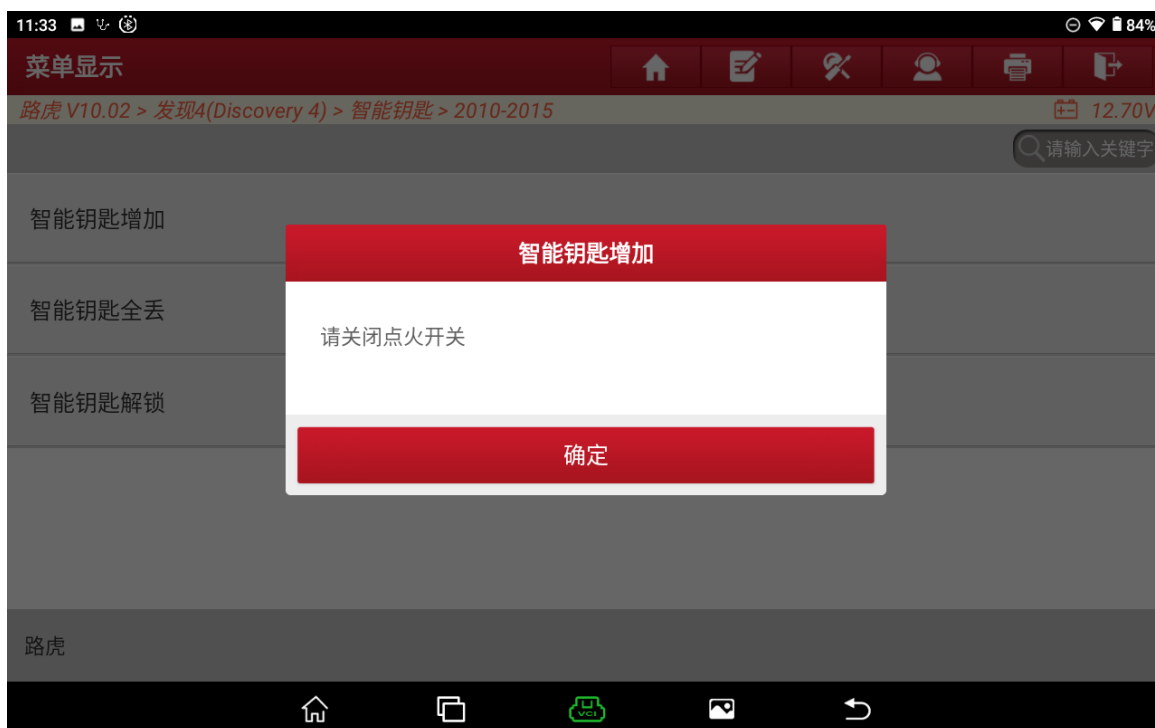 11:33
84%
菜单显示
路虎 V10.02 > 发现4(Discovery 4) > 智能钥匙 > 2010-2015
12.70V
请输入关键字
智能钥匙增加
智能钥匙增加
智能钥匙全丢
请关闭点火开关
智能钥匙解锁
确定
路虎
VCI